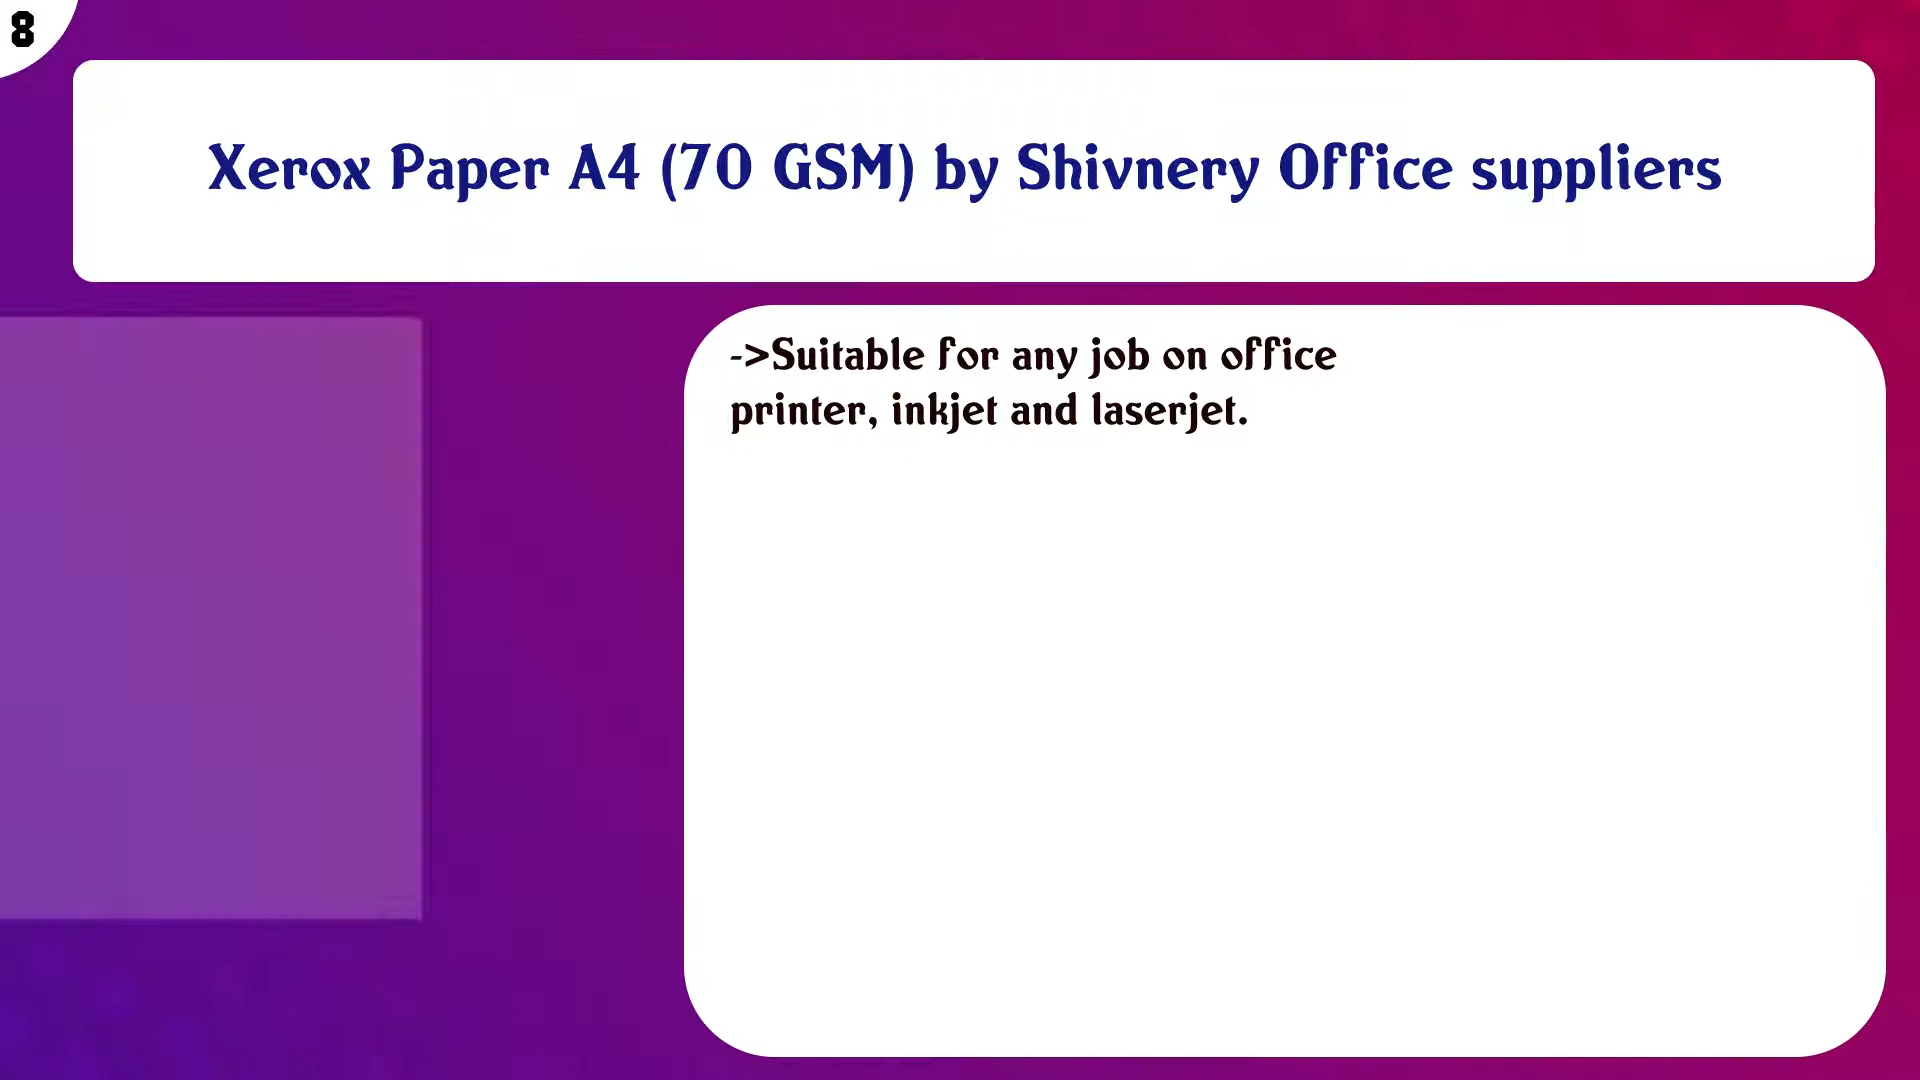 8
Xerox Paper A4 (70 GSM) by Shivnery Office suppliers
->Suitable for any job on office
printer, inkjet and laserjet.